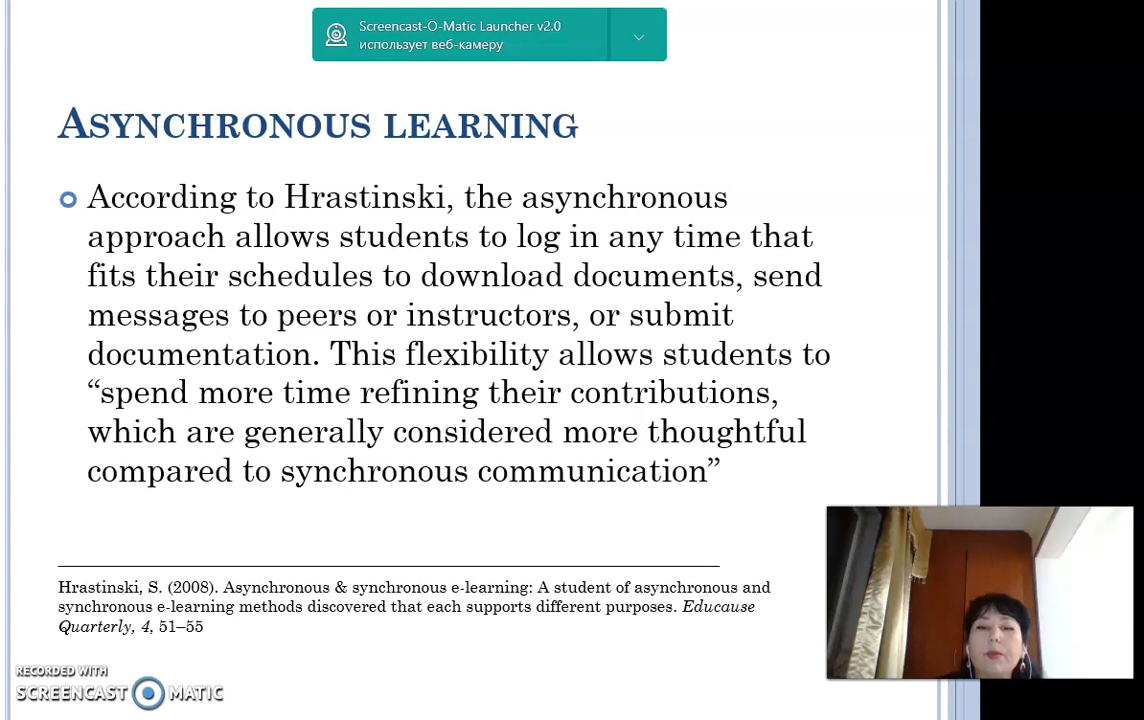 Screencast-O-Matic Launcher v2.0
использует веб-камеру
ASYNCHRONOUS LEARNING
According to Hrastinski, the asynchronous
approach allows students to log in any time that
fits their schedules to download documents, send
messages to peers or instructors, or submit
documentation. This flexibility allows students to
“spend more time refining their contributions,
which are generally considered more thoughtful
compared to synchronous communication”
Hrastinski, S. (2008). Asynchronous & synchronous e-learning: A student of asynchronous and
synchronous e-learning methods discovered that each supports different purposes. Educause
Quarterly, 4, 51–55
RECORDED WITH
SCREENCAST MATIC